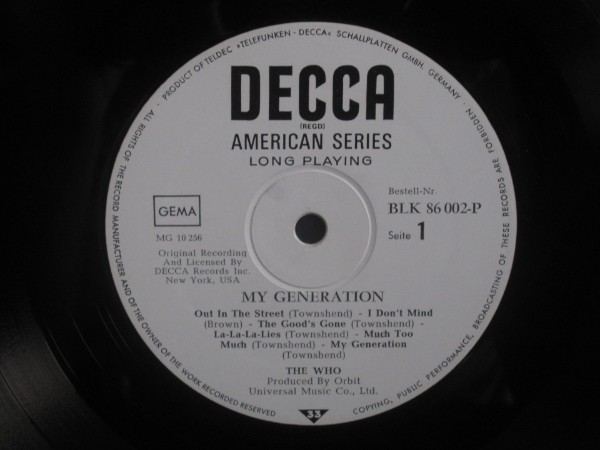 PRODUCT OF TELDEC »TELEFUNKEN - DECCA« SCHALLPLATTEN GMBH, GERMANY -
ALL RIGHTS OF THE RECORD MANUFACTURER AND OF THE OWNER OF THE WORK RECORDED RESERVED
COPYING, PUBLIC PERFORMANCE, BROADCASTING OF THESE RECORDS ARE FORBIDDEN
DECCA
(REGD)
AMERICAN SERIES
LONG PLAYING
GEMA
MG 10 256
Original Recording
And Licensed By
DECCA Records Inc.
New York, USA
Bestell-Nr.
BLK 86 002-P
Seite 1
MY GENERATION
Out In The Street (Townshend) - I Don't Mind
(Brown) - The Good's Gone (Townshend) -
La-La-La-Lies (Townshend) - Much Too
Much (Townshend) - My Generation
(Townshend)
THE WHO
Produced By Orbit
Universal Music Co., Ltd.
33